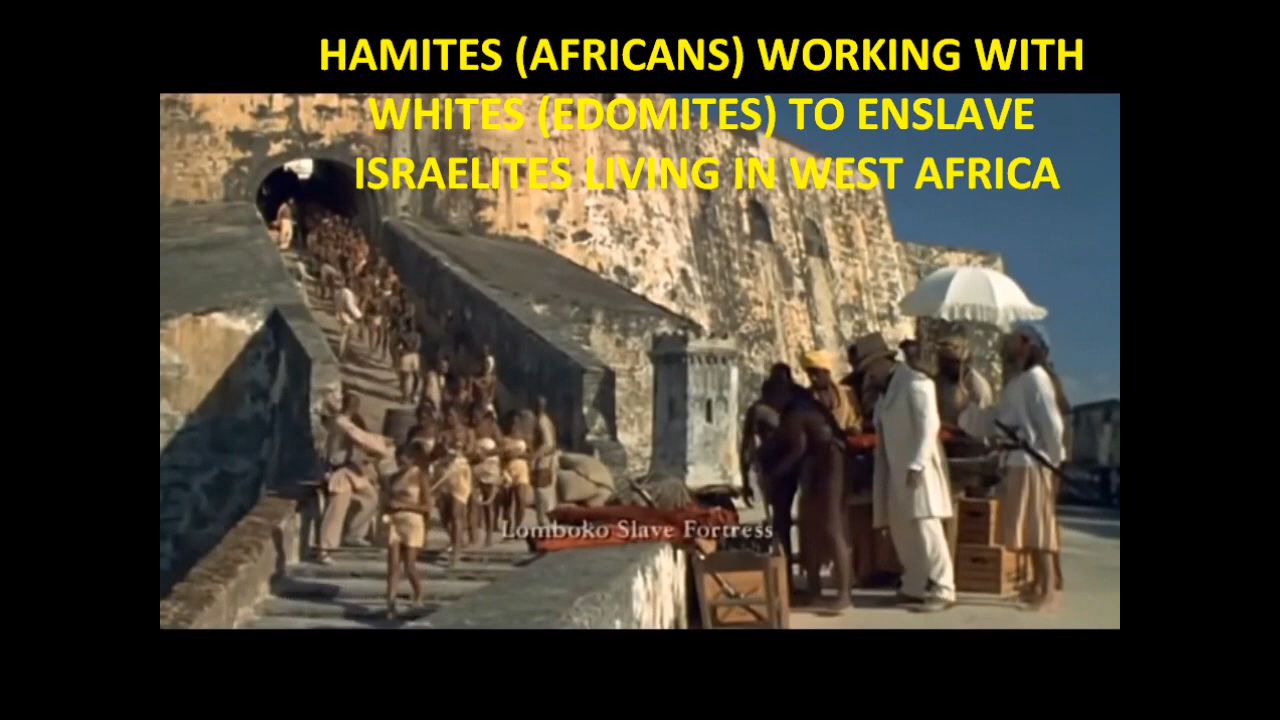 HAMITES (AFRICANS) WORKING WITH
WHITES (EDOMITES) TO ENSLAVE
ISRAELITES LIVING IN WEST AFRICA
Lomboko Slave Fortress